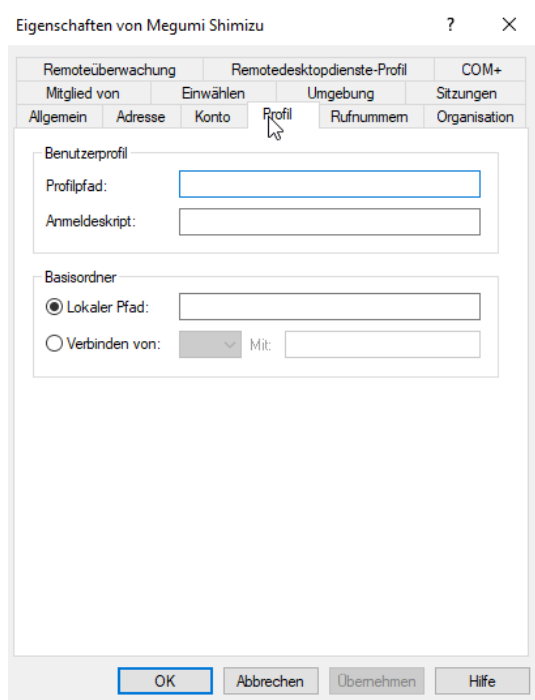 Eigenschaften von Megumi Shimizu ? ×
Remoteüberwachung Remotedesktopdienste-Profil COM+
Mitglied von Einwählen Umgebung Sitzungen
Allgemein Adresse Konto Profil Rufnummern Organisation
Benutzerprofil
Profilpfad:
Anmeldeskript:
Basisordner
Lokaler Pfad:
Verbinden von: Mit:
OK Abbrechen Übernehmen Hilfe